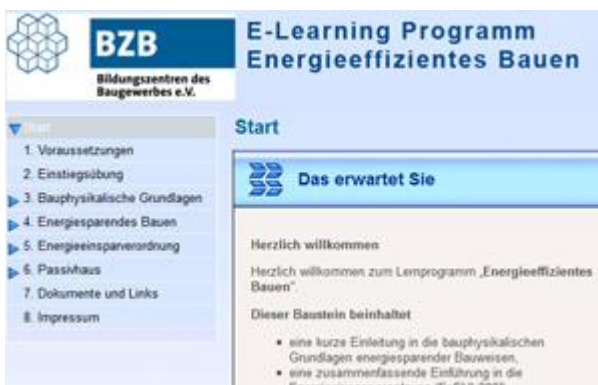 BZB
Bildungszentren des
Baugewerbes e.V.
E-Learning Programm
Energieeffizientes Bauen
Start
1. Voraussetzungen
2. Einstiegsübung
3. Bauphysikalische Grundlagen
4. Energiesparendes Bauen
5. Energieeinsparverordnung
6. Passivhaus
7. Dokumente und Links
8. Impressum
Start
Das erwartet Sie
Herzlich willkommen
Herzlich willkommen zum Lernprogramm „Energieeffizientes
Bauen".
Dieser Baustein beinhaltet
• eine kurze Einleitung in die bauphysikalischen
Grundlagen energiesparender Bauweisen,
• eine zusammenfassende Einführung in die